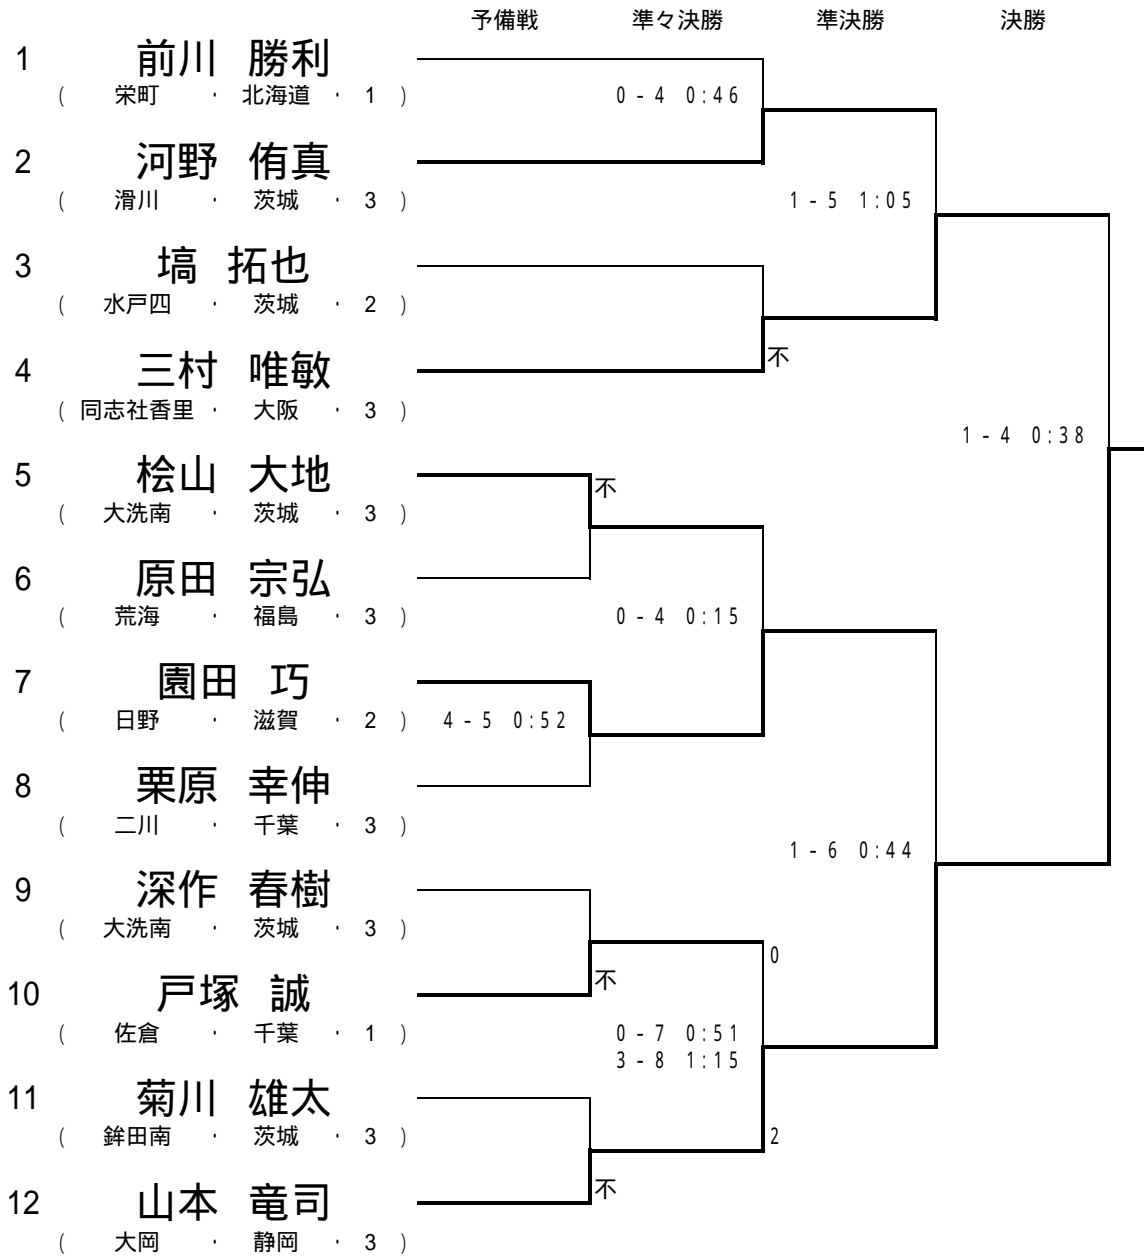 予備戦 準々決勝 準決勝 決勝
1 前川 勝利
( 栄町 ・ 北海道 ・ 1 ) 0 - 4 0:46
2 河野 侑真
( 滑川 ・ 茨城 ・ 3 ) 1 - 5 1:05
3 塙 拓也
( 水戸四 ・ 茨城 ・ 2 )
不
4 三村 唯敏
( 同志社香里 ・ 大阪 ・ 3 )
1 - 4 0:38
5 桧山 大地
不
( 大洗南 ・ 茨城 ・ 3 )
6 原田 宗弘
( 荒海 ・ 福島 ・ 3 ) 0 - 4 0:15
7 園田 巧
( 日野 ・ 滋賀 ・ 2 ) 4 - 5 0:52
8 栗原 幸伸
( 二川 ・ 千葉 ・ 3 )
1 - 6 0:44
9 深作 春樹
( 大洗南 ・ 茨城 ・ 3 )
0
不
10 戸塚 誠
( 佐倉 ・ 千葉 ・ 1 ) 0 - 7 0:51
3 - 8 1:15
11 菊川 雄太
( 鉾田南 ・ 茨城 ・ 3 ) 2
不
12 山本 竜司
( 大岡 ・ 静岡 ・ 3 )